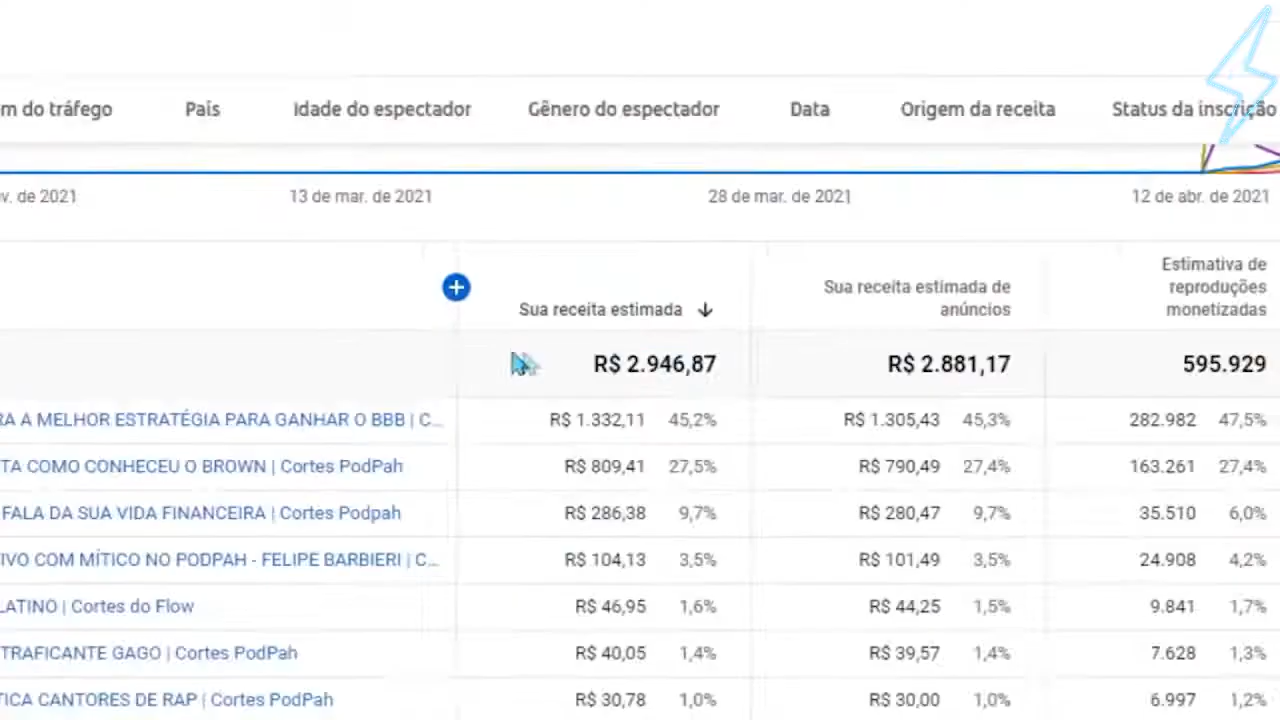 m do tráfego País Idade do espectador Gênero do espectador Data Origem da receita Status da inscrição
v. de 2021 13 de mar. de 2021 28 de mar. de 2021 12 de abr. de 2021
Sua receita estimada Sua receita estimada de anúncios Estimativa de reproduções monetizadas
R$ 2.946,87 R$ 2.881,17 595.929
RA A MELHOR ESTRATÉGIA PARA GANHAR O BBB | C... R$ 1.332,11 45,2% R$ 1.305,43 45,3% 282.982 47,5%
TA COMO CONHECEU O BROWN | Cortes PodPah R$ 809,41 27,5% R$ 790,49 27,4% 163.261 27,4%
FALA DA SUA VIDA FINANCEIRA | Cortes Podpah R$ 286,38 9,7% R$ 280,47 9,7% 35.510 6,0%
IVO COM MÍTICO NO PODPAH - FELIPE BARBIERI | C... R$ 104,13 3,5% R$ 101,49 3,5% 24.908 4,2%
LATINO | Cortes do Flow R$ 46,95 1,6% R$ 44,25 1,5% 9.841 1,7%
TRAFICANTE GAGO | Cortes PodPah R$ 40,05 1,4% R$ 39,57 1,4% 7.628 1,3%
TICA CANTORES DE RAP | Cortes PodPah R$ 30,78 1,0% R$ 30,00 1,0% 6.997 1,2%